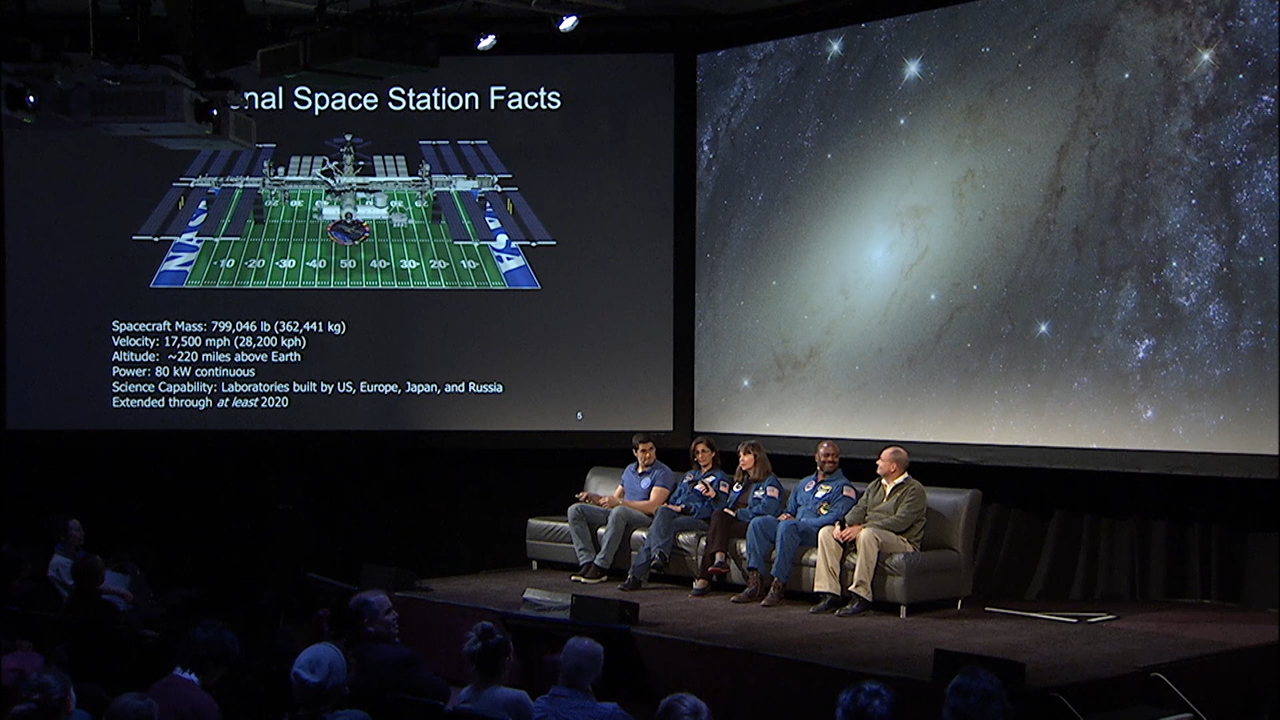 onal Space Station Facts
NASA
10 20 30 40 50 40 30 20 10
Spacecraft Mass: 799,046 lb (362,441 kg)
Velocity: 17,500 mph (28,200 kph)
Altitude: ~220 miles above Earth
Power: 80 kW continuous
Science Capability: Laboratories built by US, Europe, Japan, and Russia
Extended through at least 2020
5